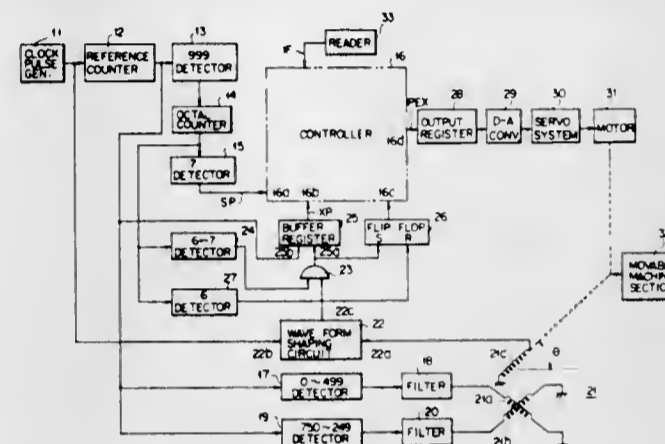 11
12
13
33
CLOCK
PULSE
GEN.
REFERENCE
COUNTER
999
DETECTOR
IF
READER
16
14
OCTAL
COUNTER
CONTROLLER
IPEX
28
29
30
31
16d
OUTPUT
REGISTER
D-A
CONV
SERVO
SYSTEM
MOTOR
15
7
DETECTOR
SP
16a
16b
16c
XP
24
25
26
6-7
DETECTOR
BUFFER
REGISTER
25b
25a
FLIP FLOP
S
R
23
27
6
DETECTOR
MOVABLE
MACHINE
SECTION
22c
22
WAVE FORM
SHAPING
CIRCUIT
22b
22a
21c
θ
17
0~499
DETECTOR
18
FILTER
21a
21
19
750~249
DETECTOR
20
FILTER
21b